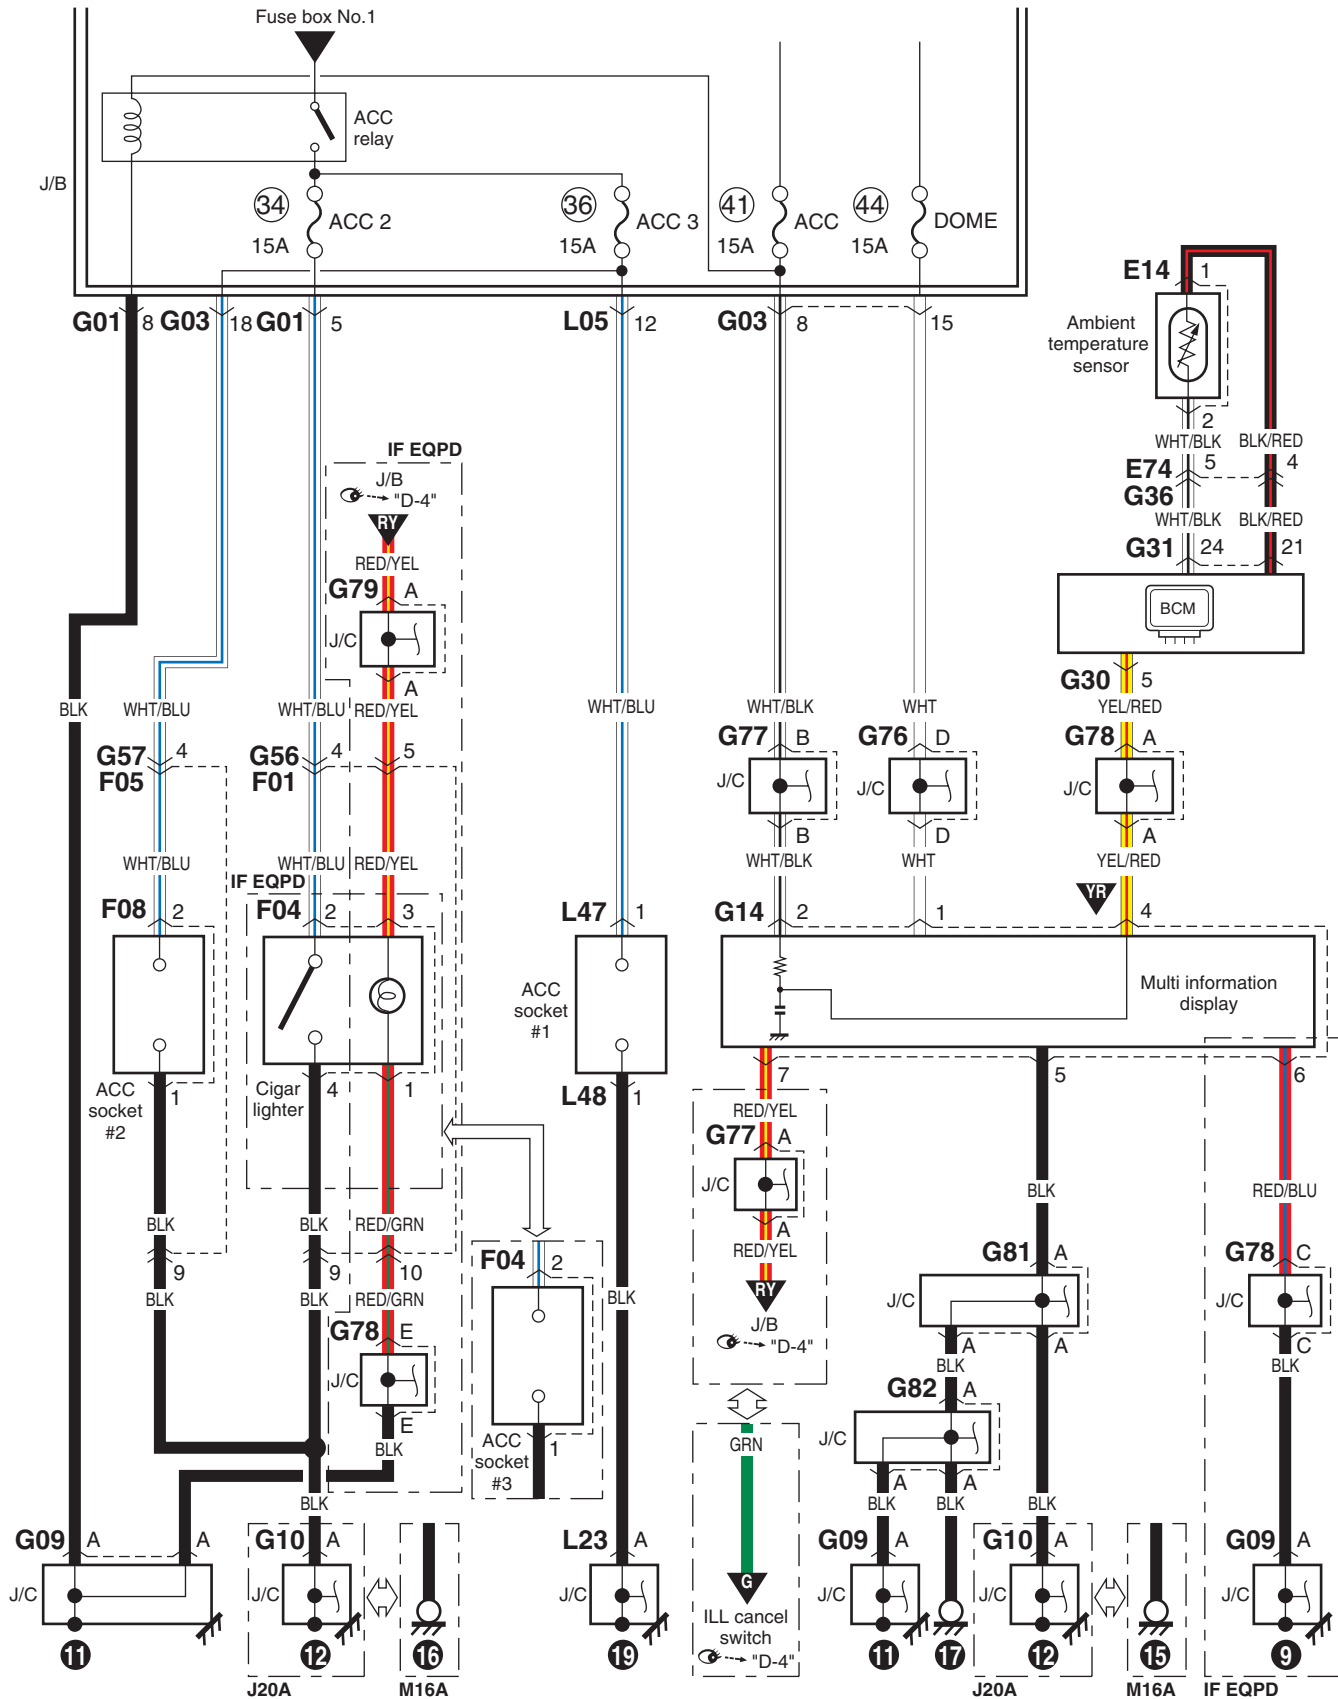 Fuse box No.1
ACC
relay
J/B
34
ACC 2
15A
36
ACC 3
15A
41
ACC
15A
44
DOME
15A
G01
8
G03
18
G01
5
L05
12
G03
8
15
E14
1
Ambient
temperature
sensor
2
WHT/BLK
BLK/RED
E74
5
4
G36
WHT/BLK
BLK/RED
G31
24
21
BCM
G30
5
IF EQPD
J/B
"D-4"
RY
RED/YEL
G79
A
J/C
A
BLK
WHT/BLU
WHT/BLU
RED/YEL
WHT/BLU
WHT/BLK
WHT
YEL/RED
G57
4
F05
G56
4
F01
5
G77
B
J/C
B
G76
D
J/C
D
G78
A
J/C
A
WHT/BLU
WHT/BLU
RED/YEL
WHT/BLK
WHT
YEL/RED
IF EQPD
YR
F08
2
F04
2
3
L47
1
G14
2
1
4
ACC
socket
#1
Multi information
display
ACC
socket
#2
1
Cigar
lighter
4
1
L48
1
7
5
6
RED/YEL
G77
A
J/C
A
RED/YEL
RY
J/B
"D-4"
BLK
RED/BLU
BLK
BLK
RED/GRN
9
9
10
BLK
BLK
RED/GRN
F04
2
BLK
G81
A
J/C
A
A
G78
C
J/C
C
G78
E
J/C
E
BLK
BLK
BLK
G82
A
J/C
A
A
ACC
socket
#3
1
GRN
BLK
BLK
BLK
BLK
G09
A
A
J/C
11
G10
A
J/C
12
J20A
16
M16A
L23
A
J/C
19
G
ILL cancel
switch
"D-4"
G09
A
J/C
11
17
G10
A
J/C
12
J20A
15
M16A
G09
A
J/C
9
IF EQPD